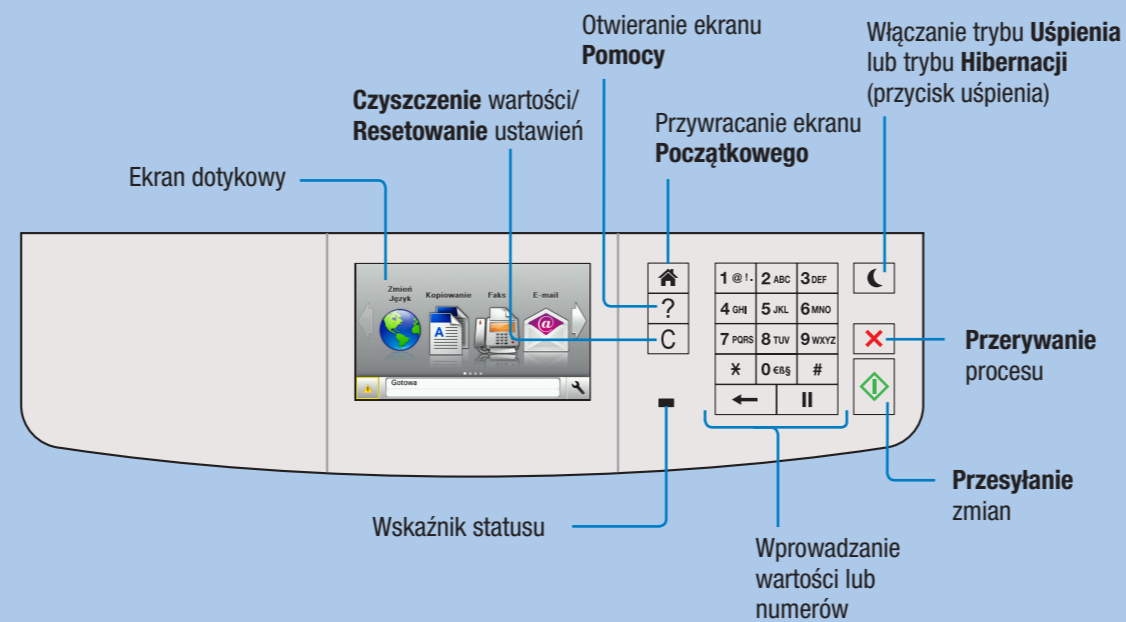 Otwieranie ekranu
Pomocy
Włączanie trybu Uśpienia
lub trybu Hibernacji
(przycisk uśpienia)
Czyszczenie wartości/
Resetowanie ustawień
Przywracanie ekranu
Początkowego
Ekran dotykowy
Zmień
Język
Kopiowanie
Faks
E-mail
A
@
Gotowa
?
C
1 @!. 2 ABC 3 DEF
4 GHI 5 JKL 6 MNO
7 PQRS 8 TUV 9 WXYZ
* 0 €ß§ #
Przerywanie
procesu
Przesyłanie
zmian
Wskaźnik statusu
Wprowadzanie
wartości lub
numerów